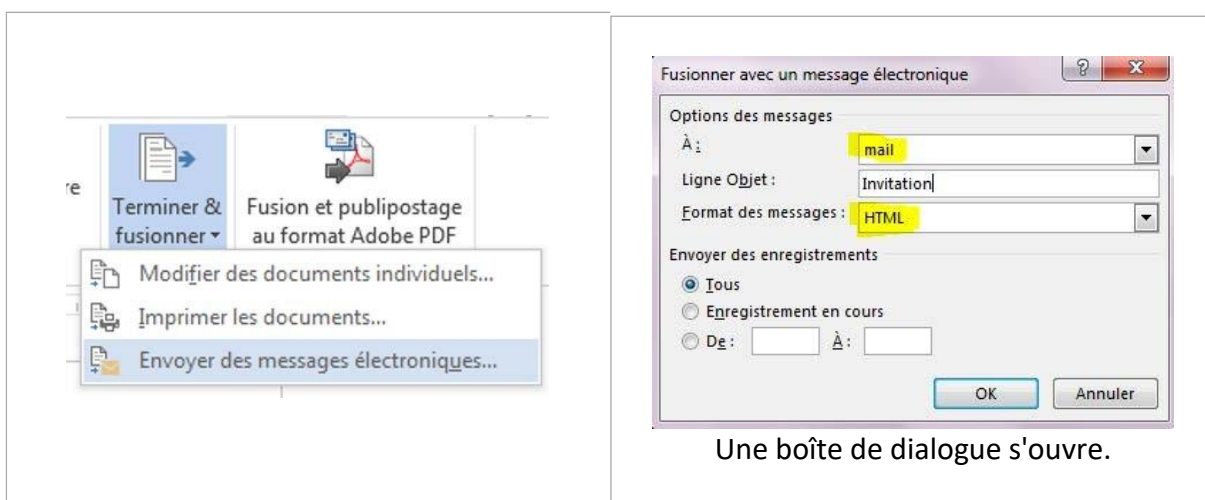 re
Terminer &
fusionner
Fusion et publipostage
au format Adobe PDF
Modifier des documents individuels...
Imprimer les documents...
Envoyer des messages électroniques...
Fusionner avec un message électronique
?
X
Options des messages
À :
mail
Ligne Objet :
Invitation
Format des messages :
HTML
Envoyer des enregistrements
Tous
Enregistrement en cours
De :
À :
OK
Annuler
Une boîte de dialogue s'ouvre.